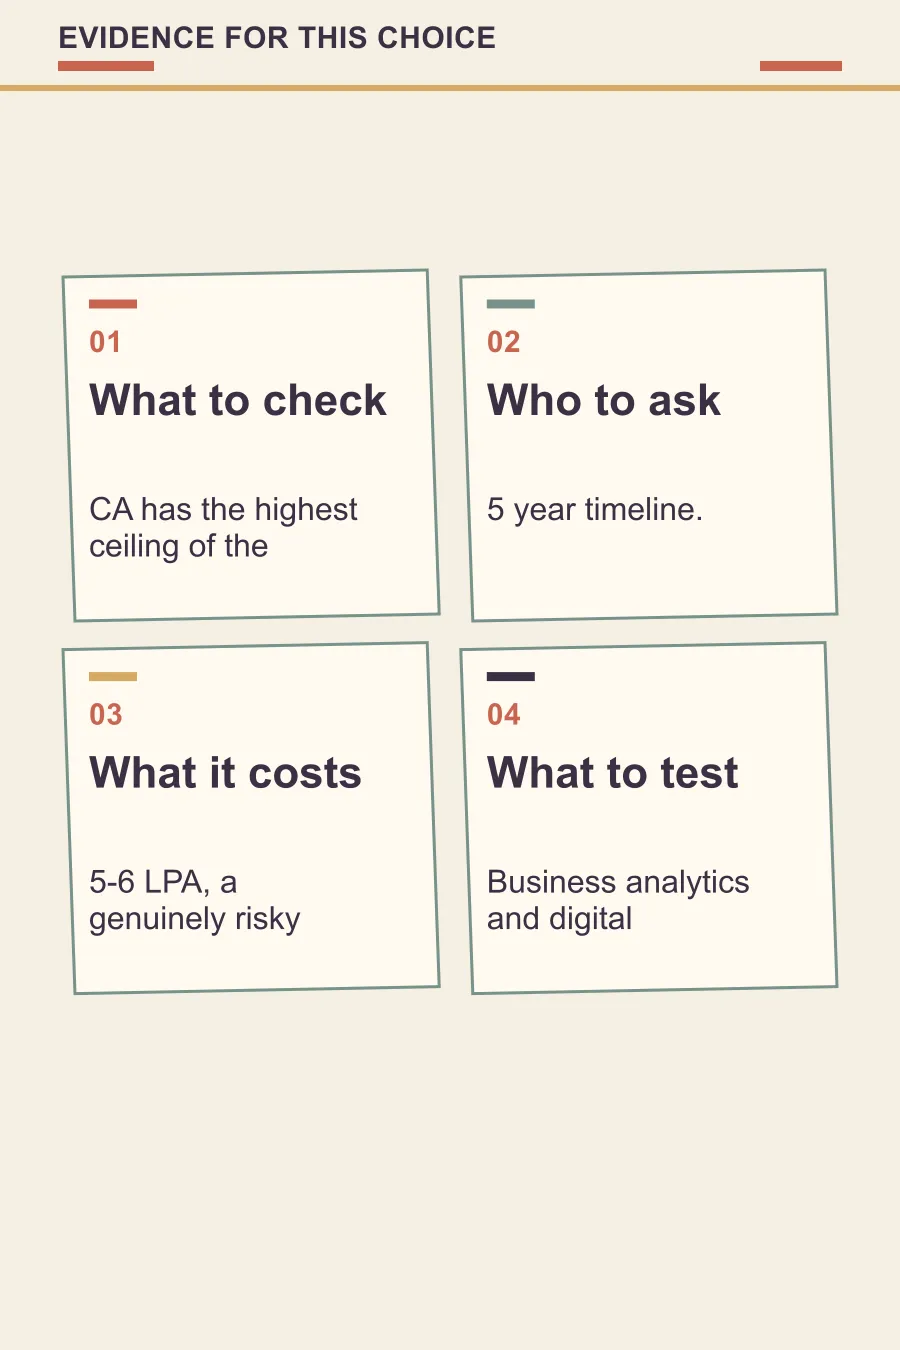 EVIDENCE FOR THIS CHOICE
01
What to check
CA has the highest
ceiling of the
02
Who to ask
5 year timeline.
03
What it costs
5-6 LPA, a
genuinely risky
04
What to test
Business analytics
and digital